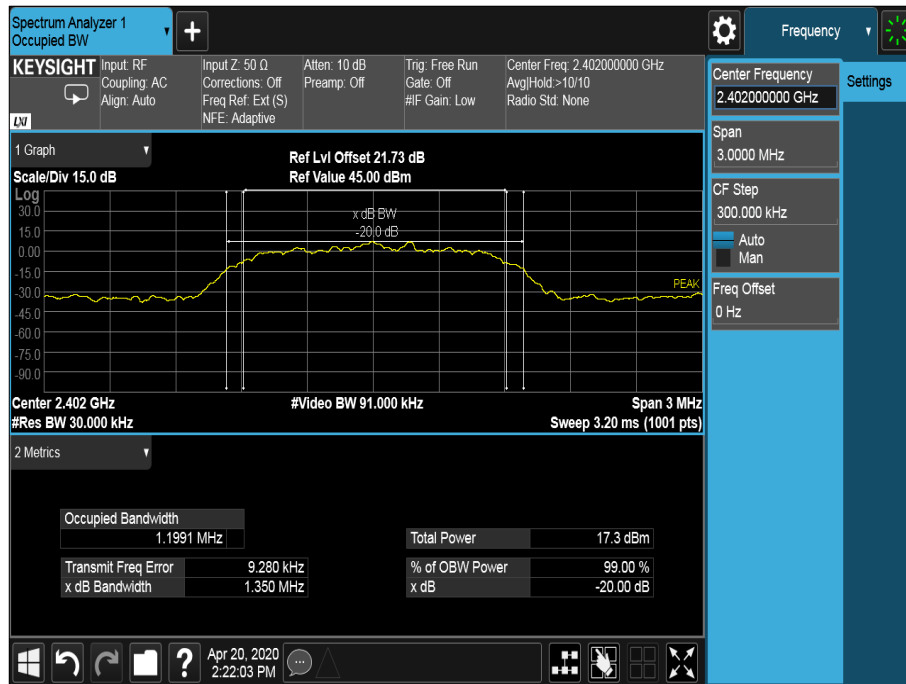 Spectrum Analyzer 1
Occupied BW
+
Frequency
KEYSIGHT
Input: RF
Coupling: AC
Align: Auto
Input Z: 50 Ω
Corrections: Off
Freq Ref: Ext (S)
NFE: Adaptive
Atten: 10 dB
Preamp: Off
Trig: Free Run
Gate: Off
#IF Gain: Low
Center Freq: 2.402000000 GHz
Avg|Hold:>10/10
Radio Std: None
LXI
Center Frequency
2.402000000 GHz
Settings
Span
3.0000 MHz
CF Step
300.000 kHz
Auto
Man
Freq Offset
0 Hz
1 Graph
Scale/Div 15.0 dB
Ref Lvl Offset 21.73 dB
Ref Value 45.00 dBm
Log
30.0
15.0
0.00
-15.0
-30.0
-45.0
-60.0
-75.0
-90.0
x dB BW
-20.0 dB
PEAK
Center 2.402 GHz
#Video BW 91.000 kHz
Span 3 MHz
#Res BW 30.000 kHz
Sweep 3.20 ms (1001 pts)
2 Metrics
Occupied Bandwidth
1.1991 MHz
Total Power 17.3 dBm
Transmit Freq Error 9.280 kHz
% of OBW Power 99.00 %
x dB Bandwidth 1.350 MHz
x dB -20.00 dB
?
Apr 20, 2020
2:22:03 PM